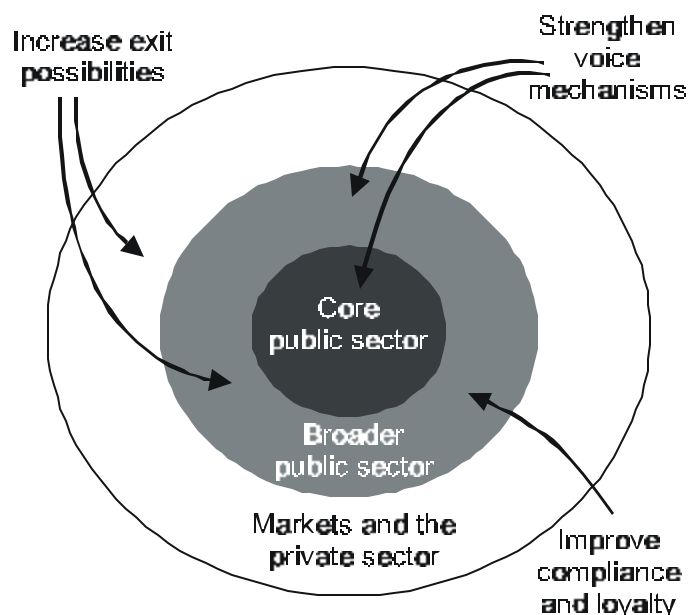 Increase exit
possibilities
Strengthen
voice
mechanisms
Core
public sector
Broader
public sector
Markets and the
private sector
Improve
compliance
and loyalty